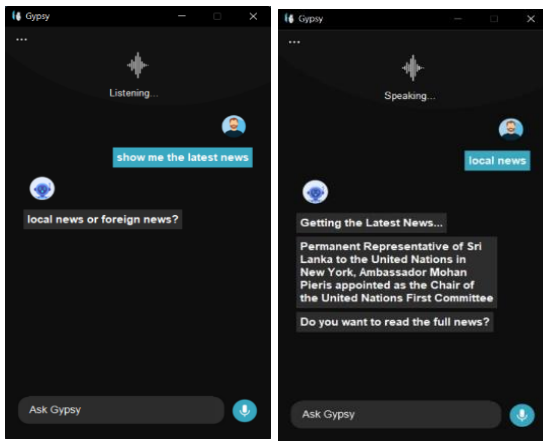 Gypsy
...
Listening...
show me the latest news
local news or foreign news?
Ask Gypsy
Gypsy
...
Speaking...
local news
Getting the Latest News...
Permanent Representative of Sri
Lanka to the United Nations in
New York, Ambassador Mohan
Pieris appointed as the Chair of
the United Nations First Committee
Do you want to read the full news?
Ask Gypsy